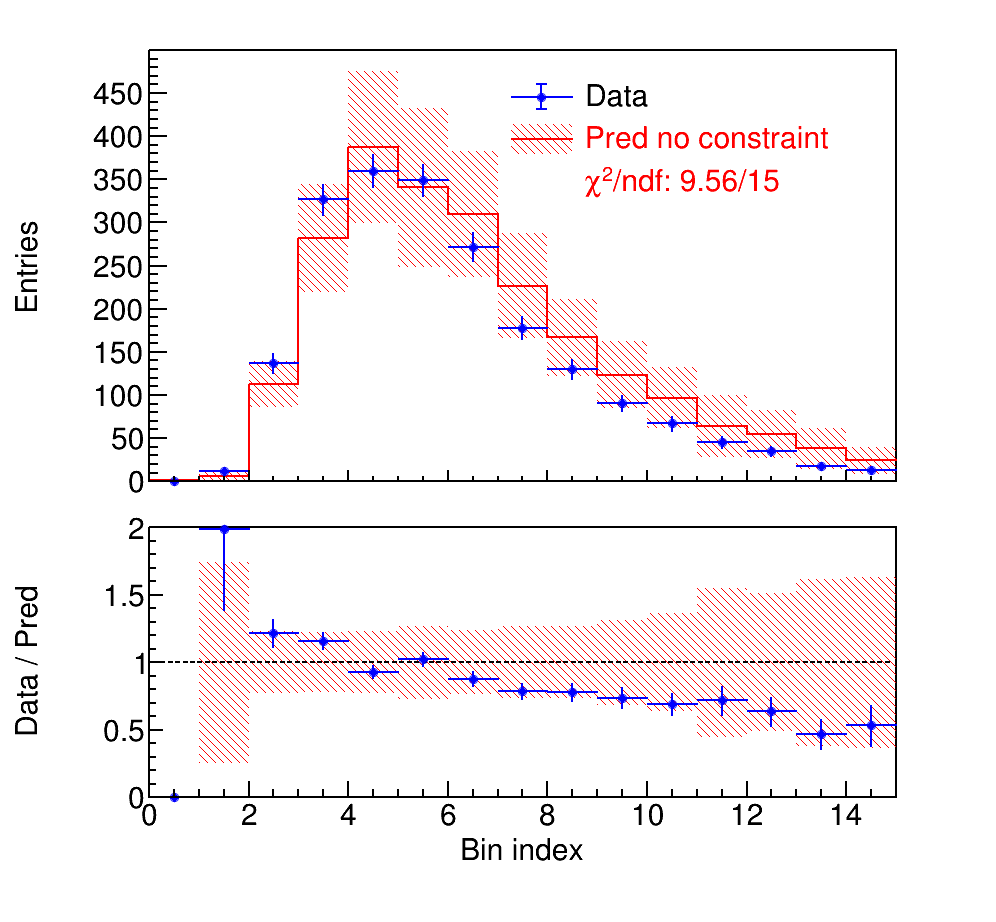 Entries
450
400
350
300
250
200
150
100
50
0
Data
Pred no constraint
χ²/ndf: 9.56/15
Data / Pred
2
1.5
1
0.5
0
0 2 4 6 8 10 12 14
Bin index